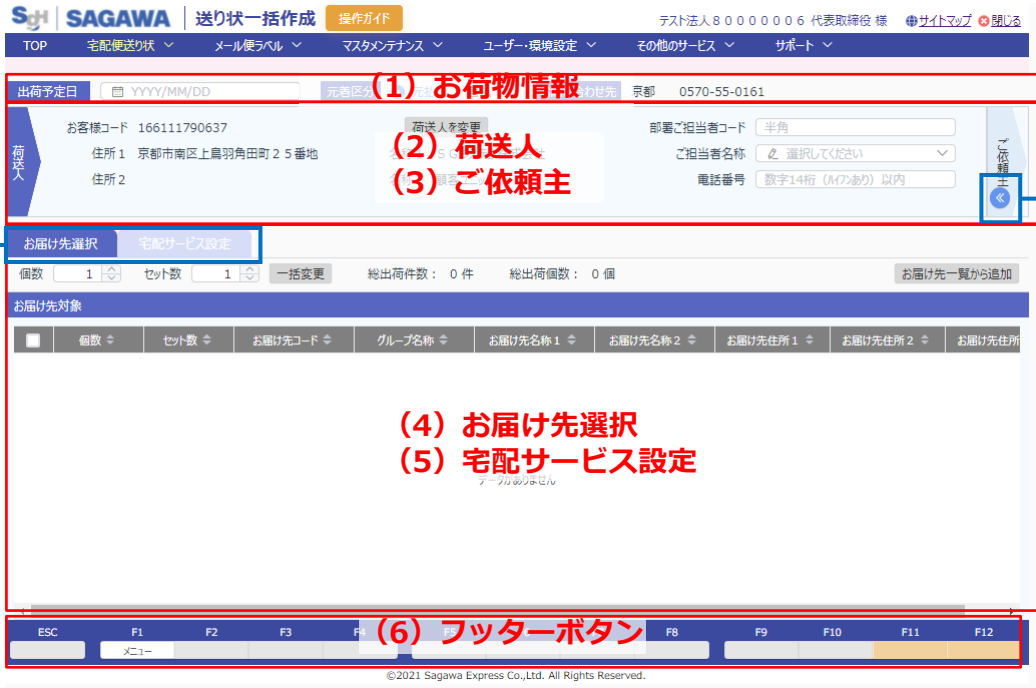 SGH SAGAWA 送り状一括作成 操作ガイド テスト法人80000006 代表取締役 様 サイトマップ 閉じる
TOP 宅配便送り状 メール便ラベル マスタメンテナンス ユーザー・環境設定 その他のサービス サポート
出荷予定日 YYYY/MM/DD 元着区分 元払 (1)お荷物情報 合わせ先 京都 0570-55-0161
荷送人
お客様コード 166111790637 荷送人を変更 部署ご担当者コード 半角
住所1 京都市南区上鳥羽角田町25番地 (2)荷送人 ご担当者名称 選択してください
住所2 (3)ご依頼主 電話番号 数字14桁(ハイフンあり)以内
ご依頼主
お届け先選択 宅配サービス設定
個数 1 セット数 1 一括変更 総出荷件数: 0 件 総出荷個数: 0 個 お届け先一覧から追加
お届け先対象
個数 セット数 お届け先コード グループ名称 お届け先名称1 お届け先名称2 お届け先住所1 お届け先住所2 お届け先住所
(4)お届け先選択
(5)宅配サービス設定
データがありません
ESC F1 F2 F3 F4 F5 (6)フッターボタン F8 F9 F10 F11 F12
メニュー
©2021 Sagawa Express Co.,Ltd. All Rights Reserved.